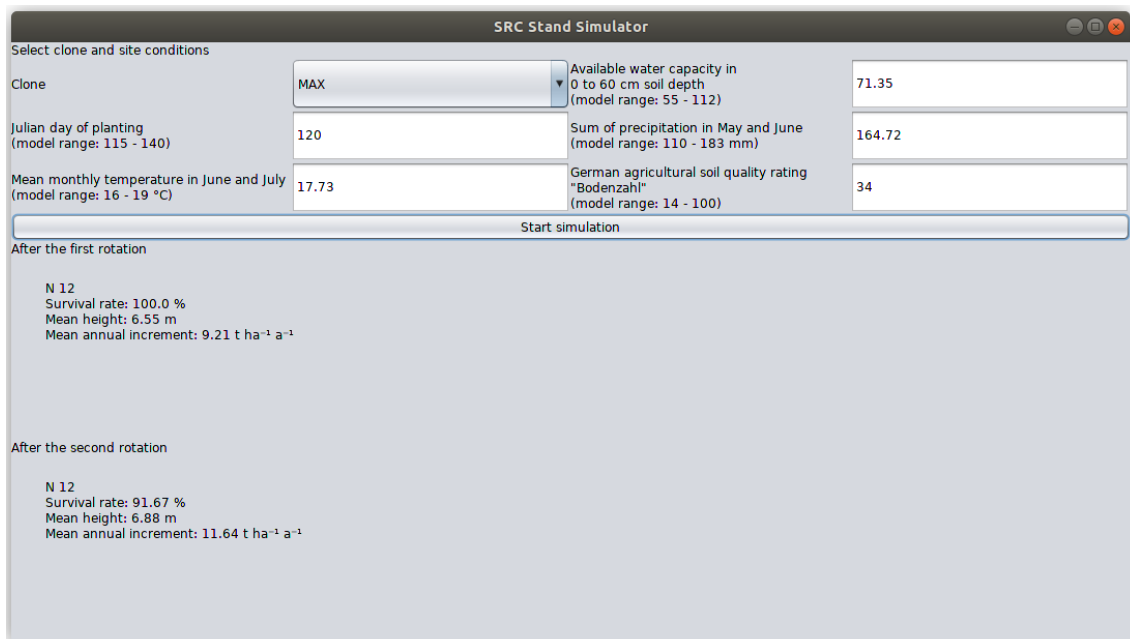 SRC Stand Simulator
Select clone and site conditions
Clone
MAX
Available water capacity in
0 to 60 cm soil depth
(model range: 55 - 112)
71.35
Julian day of planting
(model range: 115 - 140)
120
Sum of precipitation in May and June
(model range: 110 - 183 mm)
164.72
Mean monthly temperature in June and July
(model range: 16 - 19 °C)
17.73
German agricultural soil quality rating
"Bodenzahl"
(model range: 14 - 100)
34
Start simulation
After the first rotation
N 12
Survival rate: 100.0 %
Mean height: 6.55 m
Mean annual increment: 9.21 t ha⁻¹ a⁻¹
After the second rotation
N 12
Survival rate: 91.67 %
Mean height: 6.88 m
Mean annual increment: 11.64 t ha⁻¹ a⁻¹